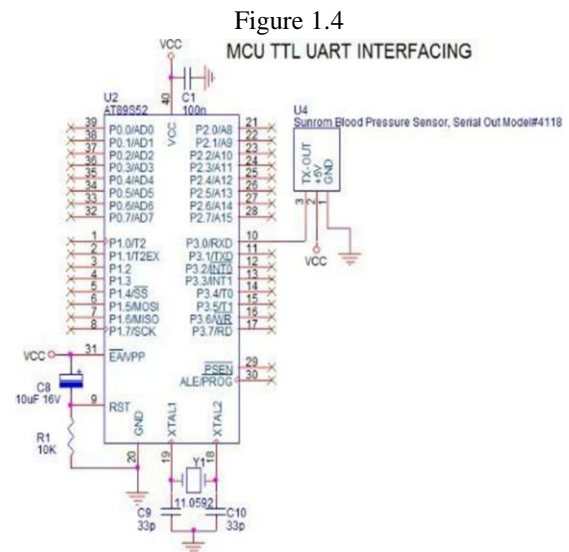 Figure 1.4
MCU TTL UART INTERFACING
VCC
C1
100n
U2
AT89S52
40
VCC
39 P0.0/AD0
38 P0.1/AD1
37 P0.2/AD2
36 P0.3/AD3
35 P0.4/AD4
34 P0.5/AD5
33 P0.6/AD6
32 P0.7/AD7
1 P1.0/T2
2 P1.1/T2EX
3 P1.2
4 P1.3
5 P1.4/SS
6 P1.5/MOSI
7 P1.6/MISO
8 P1.7/SCK
31 EA/VPP
9 RST
P2.0/A8 21
P2.1/A9 22
P2.2/A10 23
P2.3/A11 24
P2.4/A12 25
P2.5/A13 26
P2.6/A14 27
P2.7/A15 28
P3.0/RXD 10
P3.1/TXD 11
P3.2/INT0 12
P3.3/INT1 13
P3.4/T0 14
P3.5/T1 15
P3.6/WR 16
P3.7/RD 17
PSEN 29
ALE/PROG 30
GND
20
XTAL1
19
XTAL2
18
U4
Sunrom Blood Pressure Sensor, Serial Out Model#4118
TX-OUT
+5V
GND
3
2
1
VCC
VCC
C8
10uF 16V
R1
10K
Y1
11.0592
C9
33p
C10
33p